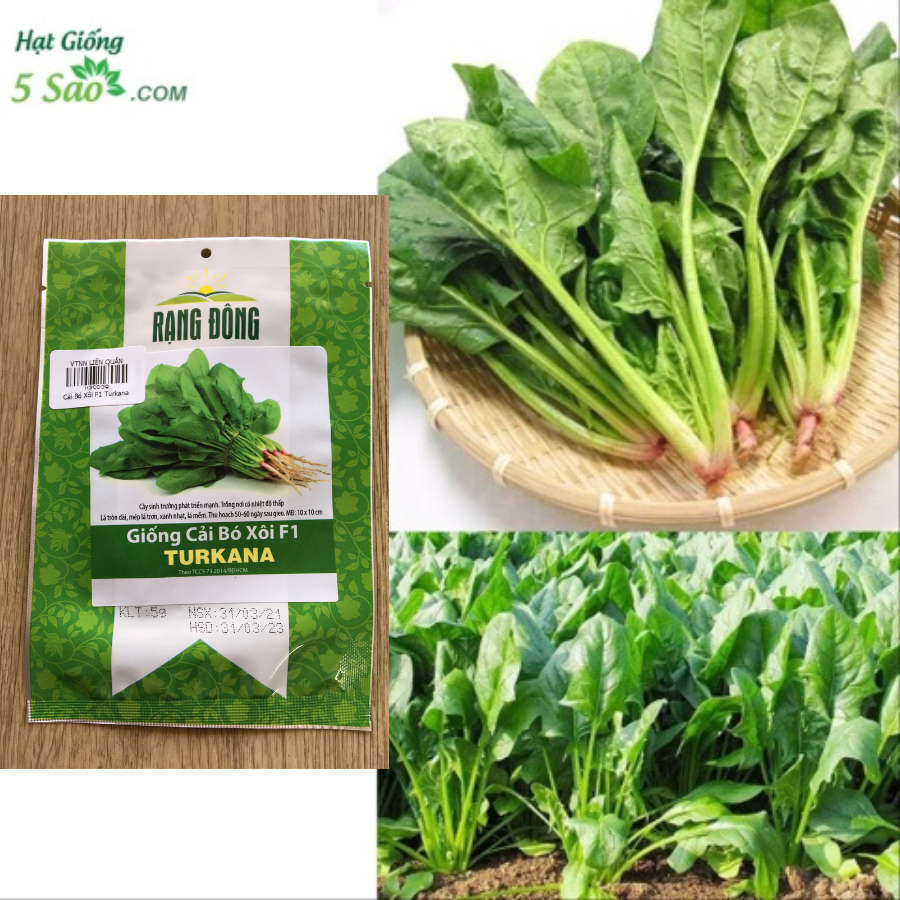 Hạt Giống
5 Sao .COM
RẠNG ĐÔNG
VTNN LIÊN QUÂN
Cải Bó Xôi F1 Turkana
Cây sinh trưởng phát triển mạnh. Trồng nơi có nhiệt độ thấp
Lá tròn dài, mép lá trơn, xanh nhạt, lá mềm. Thu hoạch 50-60 ngày sau gieo. MĐ: 10 x 10 cm
Giống Cải Bó Xôi F1
TURKANA
KLT:5g NSX:31/03/21
HSD:31/03/23